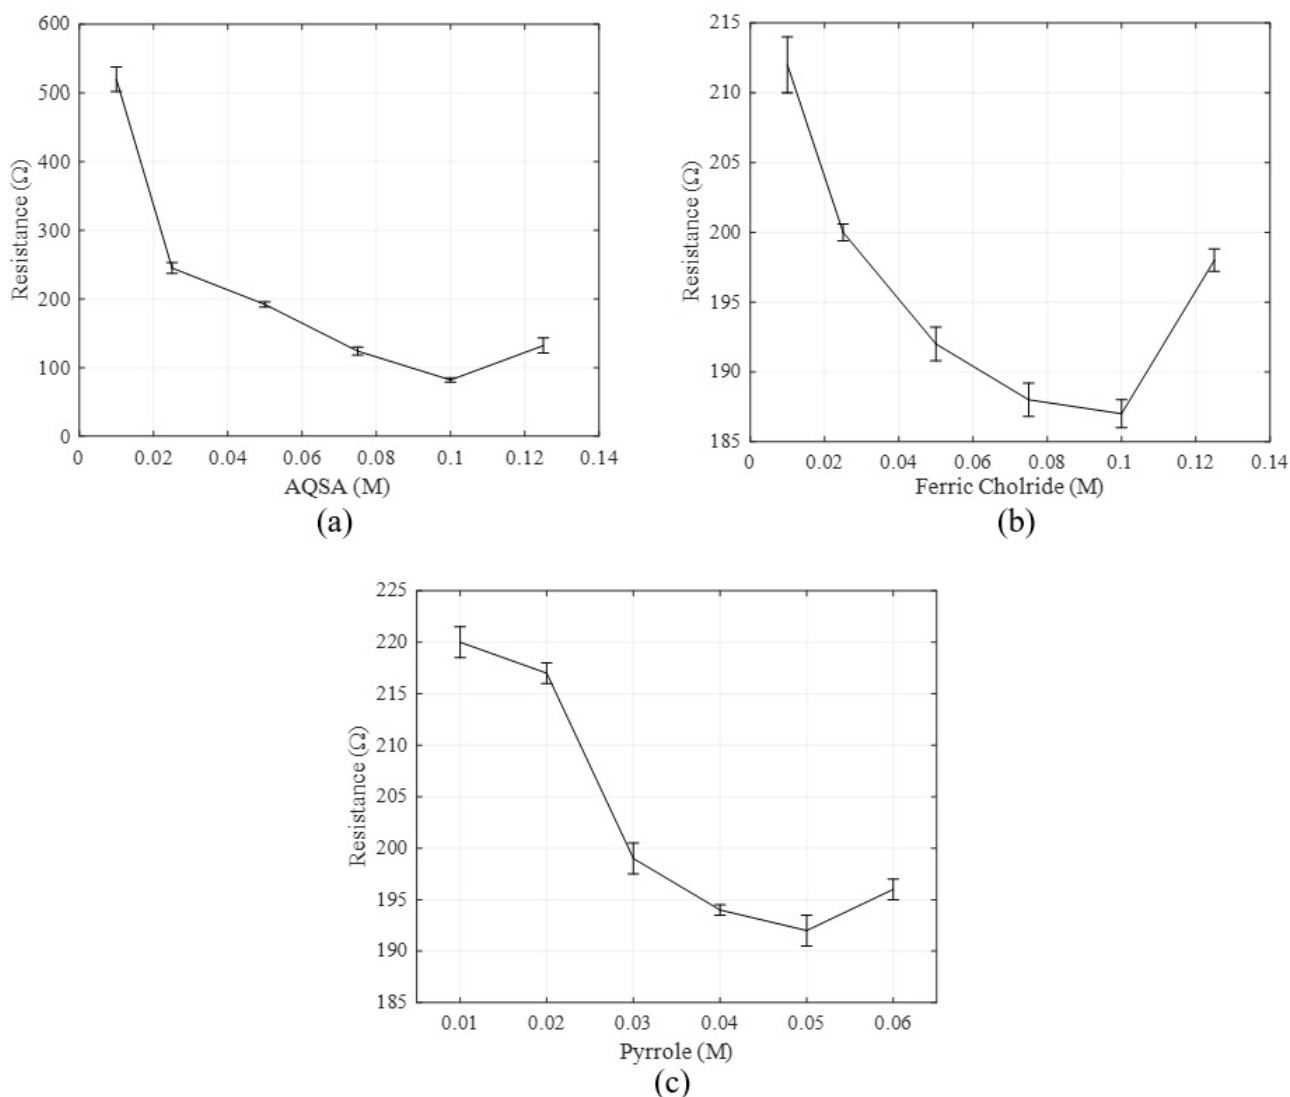 600
500
400
300
200
100
0
Resistance (Ω)
0 0.02 0.04 0.06 0.08 0.1 0.12 0.14
AQSA (M)
(a)
215
210
205
200
195
190
185
Resistance (Ω)
0 0.02 0.04 0.06 0.08 0.1 0.12 0.14
Ferric Cholride (M)
(b)
225
220
215
210
205
200
195
190
185
Resistance (Ω)
0.01 0.02 0.03 0.04 0.05 0.06
Pyrrole (M)
(c)